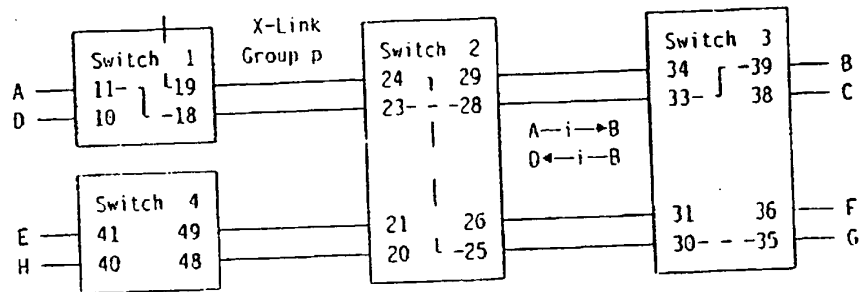 X-Link
Group p
Switch 1
A 11- 19
D 10 -18
Switch 2
24 29
23- - -28
21 26
20 -25
Switch 3
34 -39 B
33- 38 C
31 36 F
30- - -35 G
A—i—►B
D◄—i—B
Switch 4
E 41 49
H 40 48